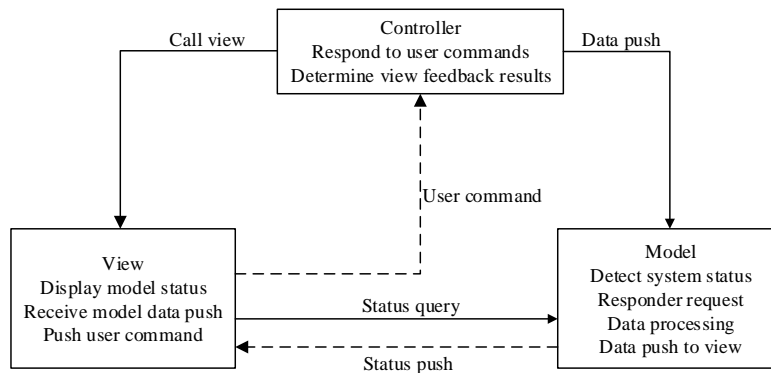 Controller
Respond to user commands
Determine view feedback results
Call view
Data push
User command
View
Display model status
Receive model data push
Push user command
Status query
Status push
Model
Detect system status
Responder request
Data processing
Data push to view